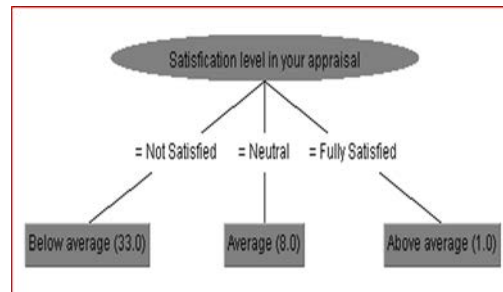 Satisfication level in your appraisal
= Not Satisfied = Neutral = Fully Satisfied
Below average (33.0) Average (8.0) Above average (1.0)